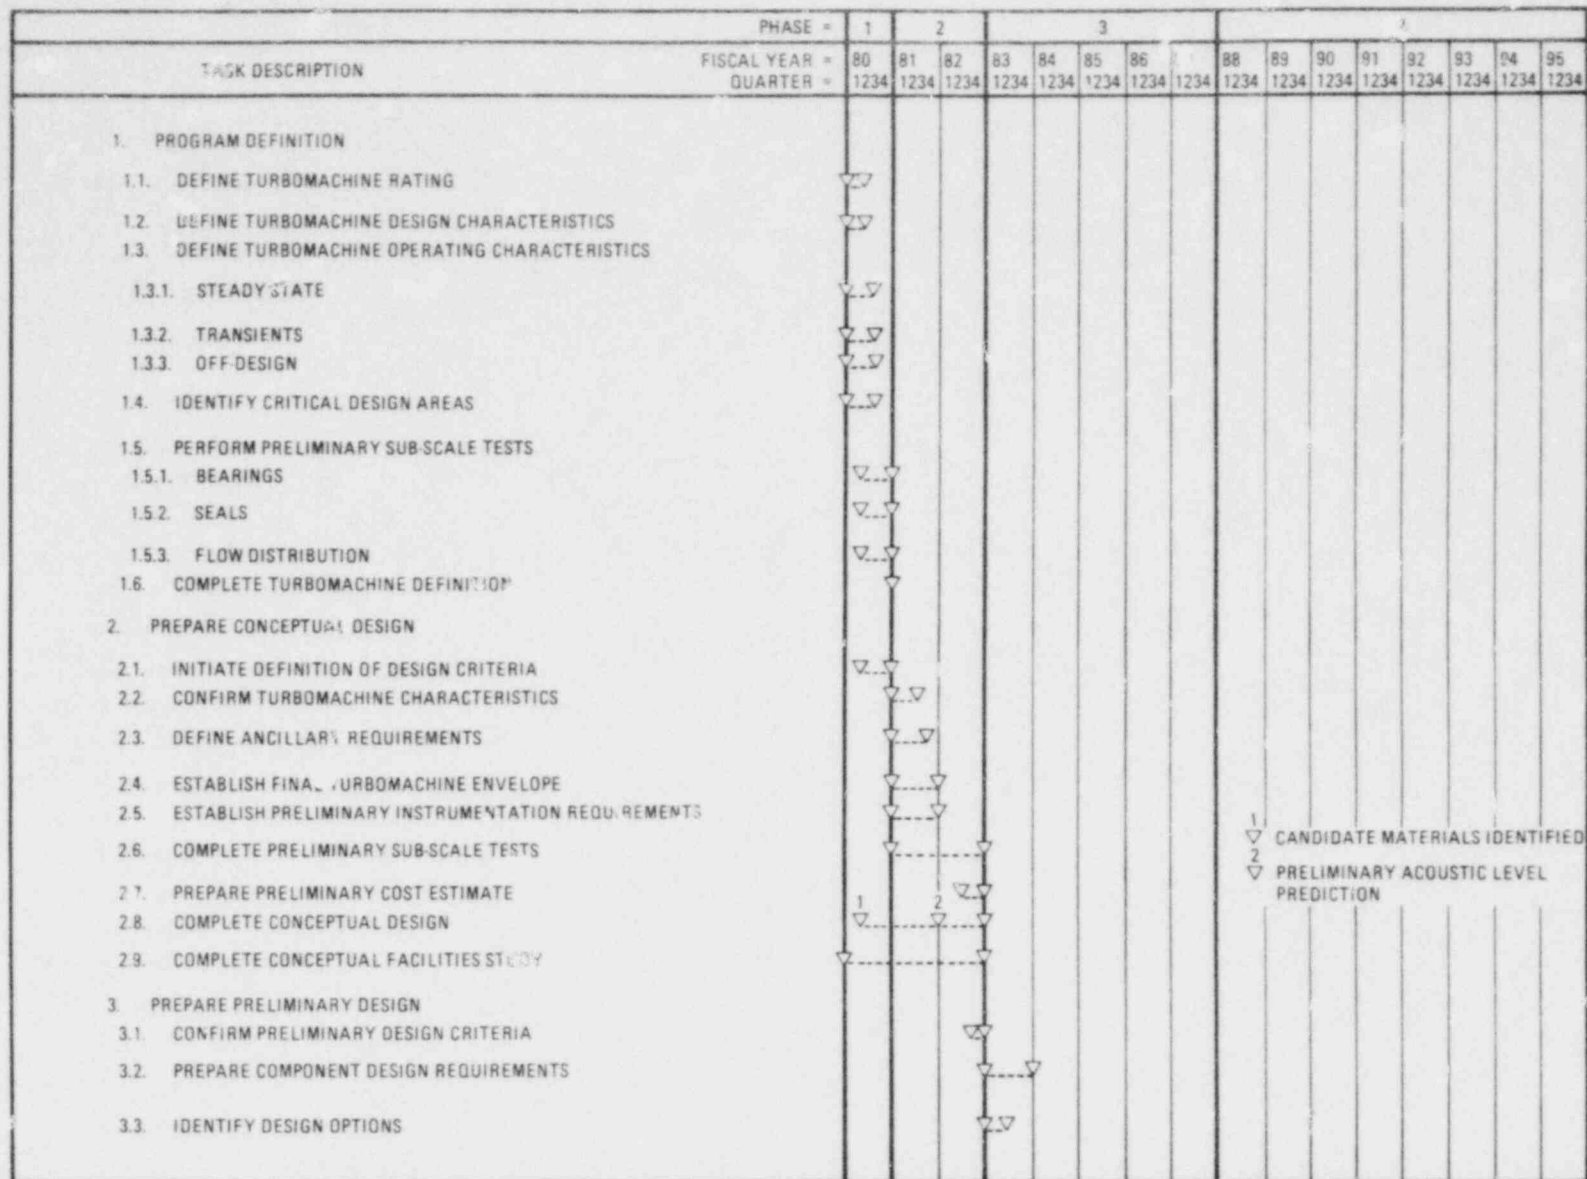 PHASE = 1 2 3
TASK DESCRIPTION
FISCAL YEAR = 80 81 82 83 84 85 86 88 89 90 91 92 93 94 95
QUARTER = 1234 1234 1234 1234 1234 1234 1234 1234 1234 1234 1234 1234 1234 1234 1234 1234
1. PROGRAM DEFINITION
1.1. DEFINE TURBOMACHINE RATING
1.2. DEFINE TURBOMACHINE DESIGN CHARACTERISTICS
1.3. DEFINE TURBOMACHINE OPERATING CHARACTERISTICS
1.3.1. STEADY STATE
1.3.2. TRANSIENTS
1.3.3. OFF-DESIGN
1.4. IDENTIFY CRITICAL DESIGN AREAS
1.5. PERFORM PRELIMINARY SUB-SCALE TESTS
1.5.1. BEARINGS
1.5.2. SEALS
1.5.3. FLOW DISTRIBUTION
1.6. COMPLETE TURBOMACHINE DEFINITION
2. PREPARE CONCEPTUAL DESIGN
2.1. INITIATE DEFINITION OF DESIGN CRITERIA
2.2. CONFIRM TURBOMACHINE CHARACTERISTICS
2.3. DEFINE ANCILLARY REQUIREMENTS
2.4. ESTABLISH FINAL TURBOMACHINE ENVELOPE
2.5. ESTABLISH PRELIMINARY INSTRUMENTATION REQUIREMENTS
2.6. COMPLETE PRELIMINARY SUB-SCALE TESTS
2.7. PREPARE PRELIMINARY COST ESTIMATE
1 2
2.8. COMPLETE CONCEPTUAL DESIGN
2.9. COMPLETE CONCEPTUAL FACILITIES STUDY
3. PREPARE PRELIMINARY DESIGN
3.1. CONFIRM PRELIMINARY DESIGN CRITERIA
3.2. PREPARE COMPONENT DESIGN REQUIREMENTS
3.3. IDENTIFY DESIGN OPTIONS
1
CANDIDATE MATERIALS IDENTIFIED
2
PRELIMINARY ACOUSTIC LEVEL
PREDICTION